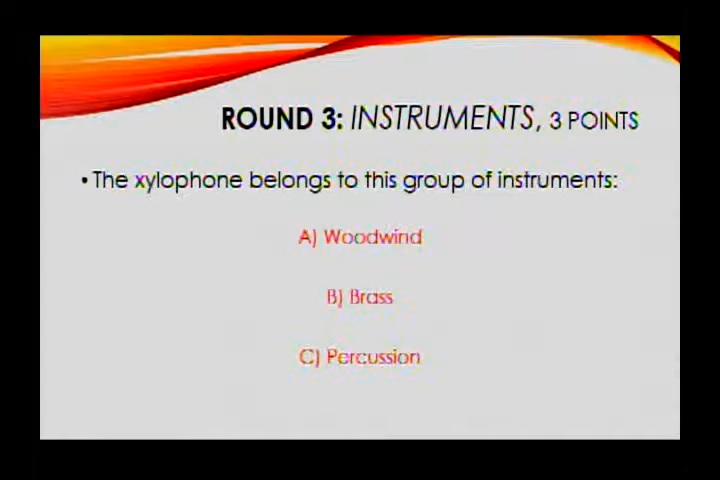 ROUND 3: INSTRUMENTS, 3 POINTS
• The xylophone belongs to this group of instruments:
A) Woodwind
B) Brass
C) Percussion